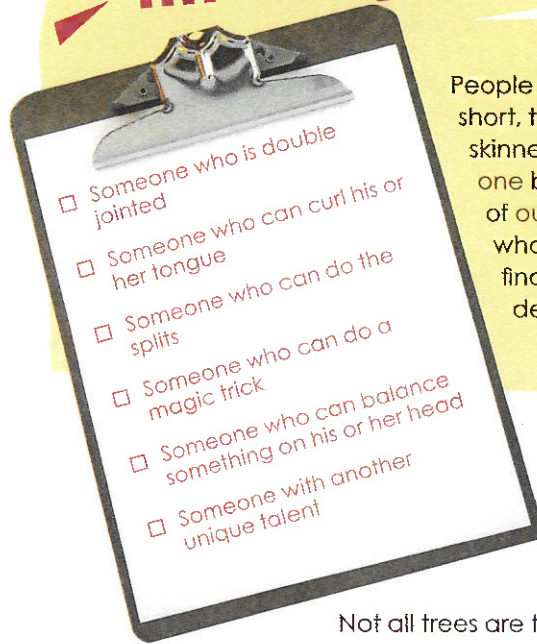 ☐ Someone who is double
jointed
☐ Someone who can curl his or
her tongue
☐ Someone who can do the
splits
☐ Someone who can do a
magic trick
☐ Someone who can balance
something on his or her head
☐ Someone with another
unique talent
People
short, t
skinne
one b
of ou
who
find
de
Not all trees are t